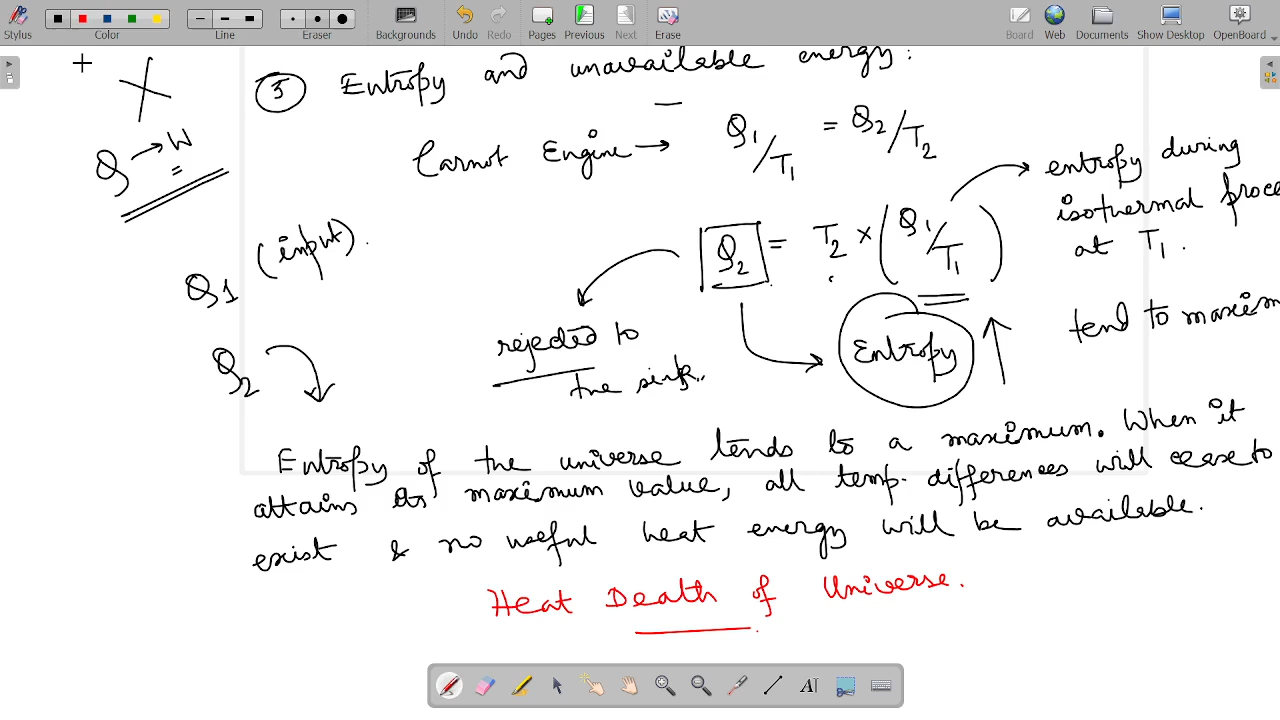 Stylus
Color
Line
Eraser
Backgrounds
Undo
Redo
Pages
Previous
Next
Erase
Board
Web
Documents
Show Desktop
OpenBoard
5 Entropy and unavailable energy:
Q → W
Carnot Engine → Q1/T1 = Q2/T2
entropy during
isothermal proce
at T1.
Q1 (input).
Q2 = T2 × (Q1/T1)
tend to maxim
rejected to
the sink.
Entropy ↑
Q2
Entropy of the universe tends to a maximum. When it
attains its maximum value, all temp. differences will cease to
exist & no useful heat energy will be available.
Heat Death of Universe.